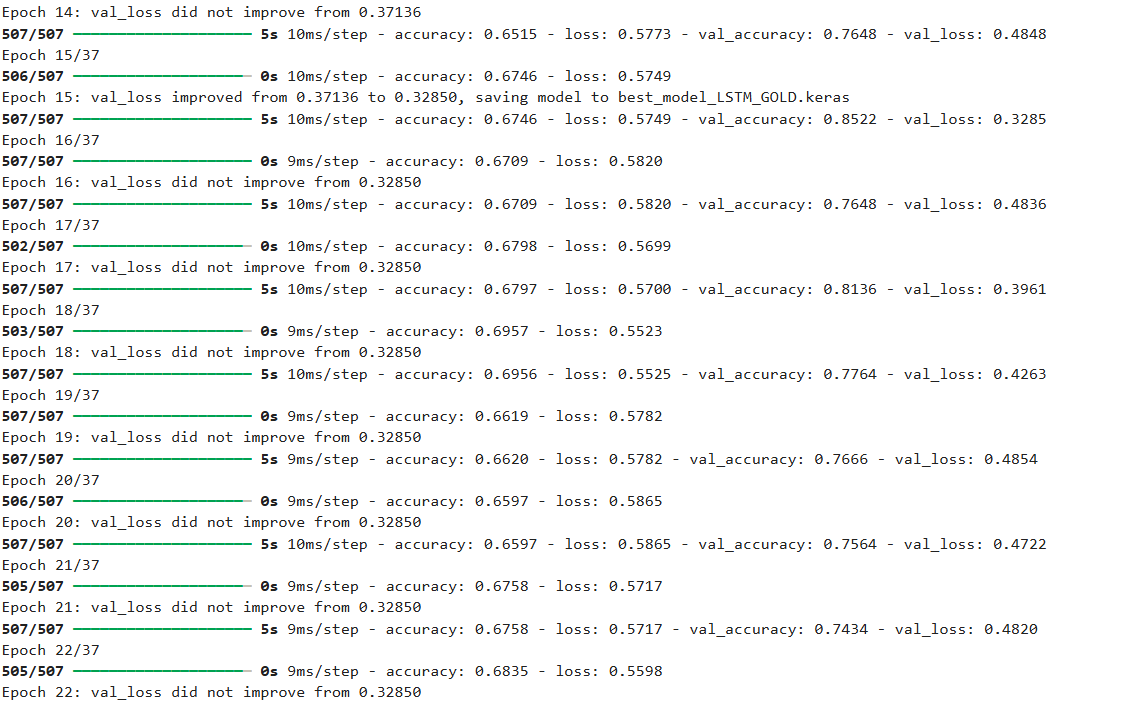 Epoch 14: val_loss did not improve from 0.37136
507/507 5s 10ms/step - accuracy: 0.6515 - loss: 0.5773 - val_accuracy: 0.7648 - val_loss: 0.4848
Epoch 15/37
506/507 0s 10ms/step - accuracy: 0.6746 - loss: 0.5749
Epoch 15: val_loss improved from 0.37136 to 0.32850, saving model to best_model_LSTM_GOLD.keras
507/507 5s 10ms/step - accuracy: 0.6746 - loss: 0.5749 - val_accuracy: 0.8522 - val_loss: 0.3285
Epoch 16/37
507/507 0s 9ms/step - accuracy: 0.6709 - loss: 0.5820
Epoch 16: val_loss did not improve from 0.32850
507/507 5s 10ms/step - accuracy: 0.6709 - loss: 0.5820 - val_accuracy: 0.7648 - val_loss: 0.4836
Epoch 17/37
502/507 0s 10ms/step - accuracy: 0.6798 - loss: 0.5699
Epoch 17: val_loss did not improve from 0.32850
507/507 5s 10ms/step - accuracy: 0.6797 - loss: 0.5700 - val_accuracy: 0.8136 - val_loss: 0.3961
Epoch 18/37
503/507 0s 9ms/step - accuracy: 0.6957 - loss: 0.5523
Epoch 18: val_loss did not improve from 0.32850
507/507 5s 10ms/step - accuracy: 0.6956 - loss: 0.5525 - val_accuracy: 0.7764 - val_loss: 0.4263
Epoch 19/37
507/507 0s 9ms/step - accuracy: 0.6619 - loss: 0.5782
Epoch 19: val_loss did not improve from 0.32850
507/507 5s 9ms/step - accuracy: 0.6620 - loss: 0.5782 - val_accuracy: 0.7666 - val_loss: 0.4854
Epoch 20/37
506/507 0s 9ms/step - accuracy: 0.6597 - loss: 0.5865
Epoch 20: val_loss did not improve from 0.32850
507/507 5s 10ms/step - accuracy: 0.6597 - loss: 0.5865 - val_accuracy: 0.7564 - val_loss: 0.4722
Epoch 21/37
505/507 0s 9ms/step - accuracy: 0.6758 - loss: 0.5717
Epoch 21: val_loss did not improve from 0.32850
507/507 5s 9ms/step - accuracy: 0.6758 - loss: 0.5717 - val_accuracy: 0.7434 - val_loss: 0.4820
Epoch 22/37
505/507 0s 9ms/step - accuracy: 0.6835 - loss: 0.5598
Epoch 22: val_loss did not improve from 0.32850